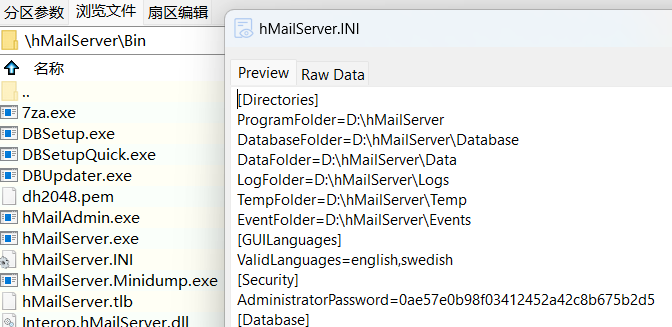 分区参数 浏览文件 扇区编辑
\hMailServer\Bin
名称
..
7za.exe
DBSetup.exe
DBSetupQuick.exe
DBUpdater.exe
dh2048.pem
hMailAdmin.exe
hMailServer.exe
hMailServer.INI
hMailServer.Minidump.exe
hMailServer.tlb
Interop.hMailServer.dll
hMailServer.INI
Preview Raw Data
[Directories]
ProgramFolder=D:\hMailServer
DatabaseFolder=D:\hMailServer\Database
DataFolder=D:\hMailServer\Data
LogFolder=D:\hMailServer\Logs
TempFolder=D:\hMailServer\Temp
EventFolder=D:\hMailServer\Events
[GUILanguages]
ValidLanguages=english,swedish
[Security]
AdministratorPassword=0ae57e0b98f03412452a42c8b675b2d5
[Database]